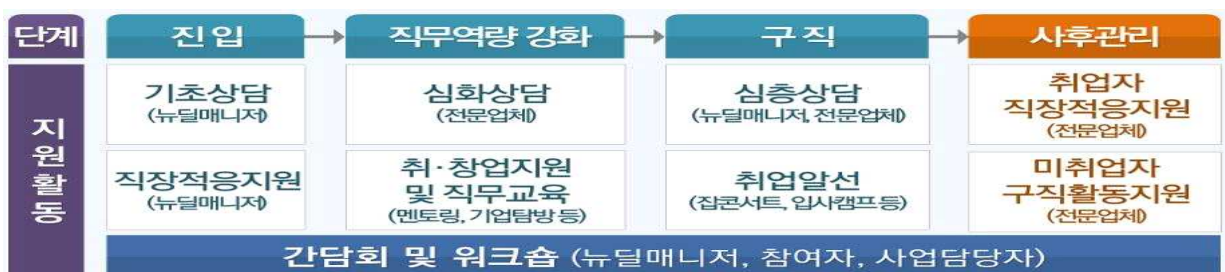 단계
진입
직무역량 강화
구직
사후관리
지원활동
기초상담
(뉴딜매니저)
심화상담
(전문업체)
심층상담
(뉴딜매니저, 전문업체)
취업자
직장적응지원
(전문업체)
직장적응지원
(뉴딜매니저)
취·창업지원
및 직무교육
(멘토링, 기업탐방 등)
취업알선
(잡콘서트, 입사캠프 등)
미취업자
구직활동지원
(전문업체)
간담회 및 워크숍 (뉴딜매니저, 참여자, 사업담당자)